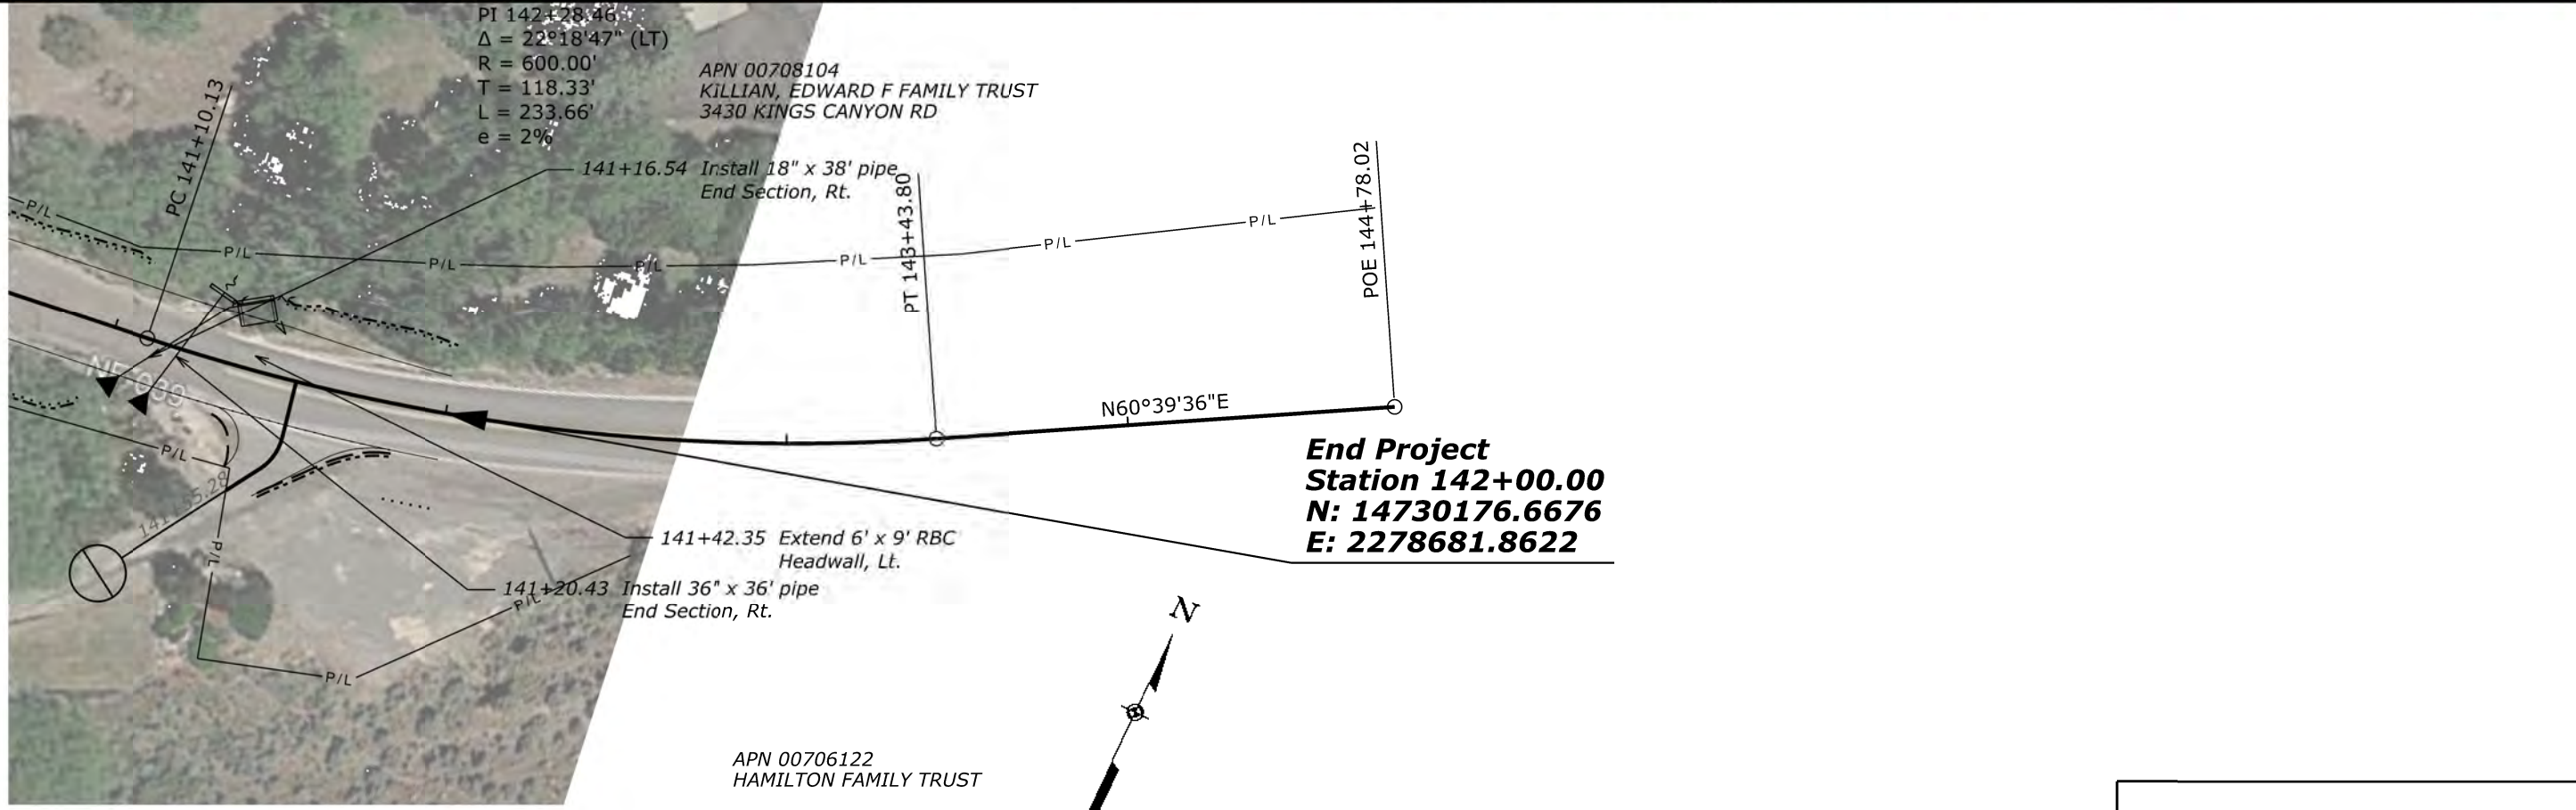 PI 142+28.46
Δ = 22°18'47" (LT)
R = 600.00'
T = 118.33'
L = 233.66'
e = 2%
APN 00708104
KILLIAN, EDWARD F FAMILY TRUST
3430 KINGS CANYON RD
PC 141+10.13
141+16.54 Install 18" x 38' pipe
End Section, Rt.
PT 143+43.80
POE 144+78.02
P/L
P/L
P/L
P/L
P/L
P/L
P/L
N60°39'36"E
End Project
Station 142+00.00
N: 14730176.6676
E: 2278681.8622
P/L
P/L
141+42.35 Extend 6' x 9' RBC
Headwall, Lt.
141+20.43 Install 36" x 36' pipe
End Section, Rt.
P/L
P/L
N
APN 00706122
HAMILTON FAMILY TRUST